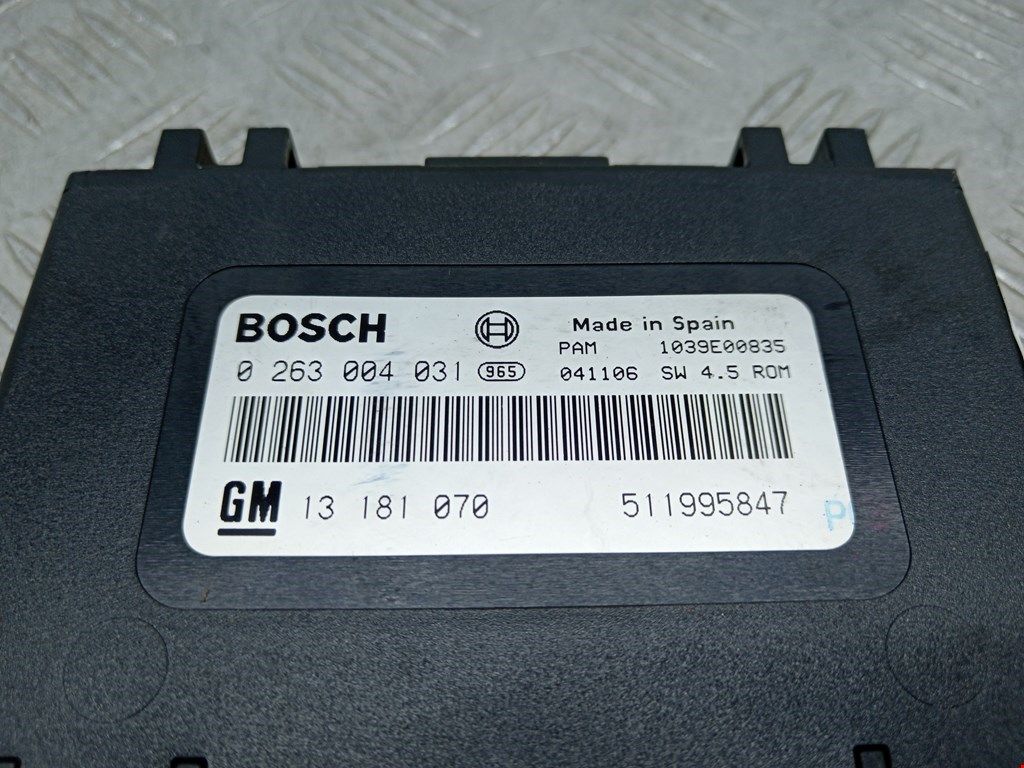 BOSCH
Made in Spain
PAM 1039E00835
0 263 004 031 965
041106 SW 4.5 ROM
GM 13 181 070 511995847